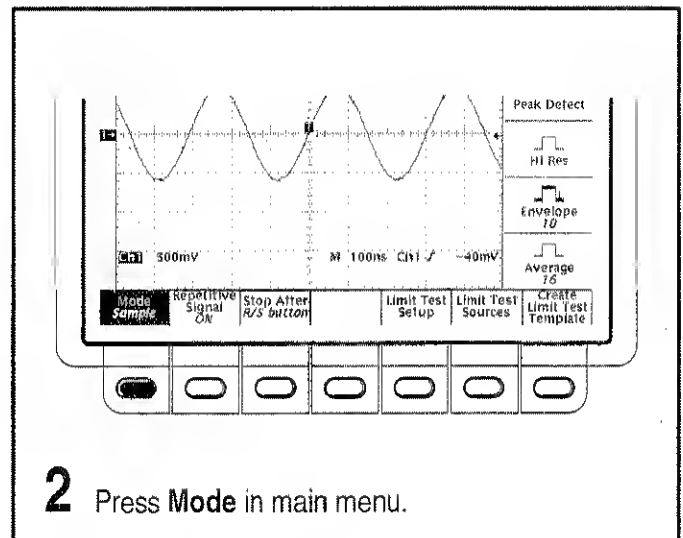 Peak Detect
1→
T
Hi Res
Envelope
10
Ch1 500mV M 100ns Ch1 ∫ −40mV
Average
16
Mode
Sample
Repetitive
Signal
ON
Stop After
R/S button
Limit Test
Setup
Limit Test
Sources
Create
Limit Test
Template
2 Press Mode in main menu.